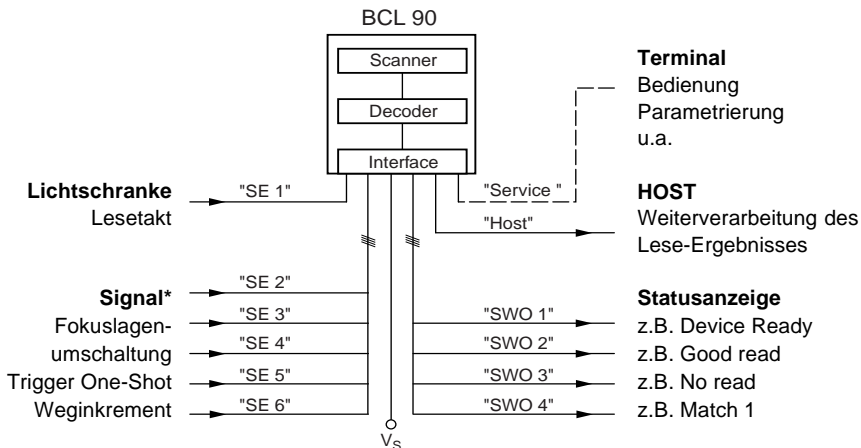 BCL 90
Scanner
Decoder
Interface
Lichtschranke
Lesetakt
"SE 1"
Signal*
Fokuslagen-
umschaltung
Trigger One-Shot
Weginkrement
"SE 2"
"SE 3"
"SE 4"
"SE 5"
"SE 6"
VS
"Service "
"Host"
"SWO 1"
"SWO 2"
"SWO 3"
"SWO 4"
Terminal
Bedienung
Parametrierung
u.a.
HOST
Weiterverarbeitung des
Lese-Ergebnisses
Statusanzeige
z.B. Device Ready
z.B. Good read
z.B. No read
z.B. Match 1